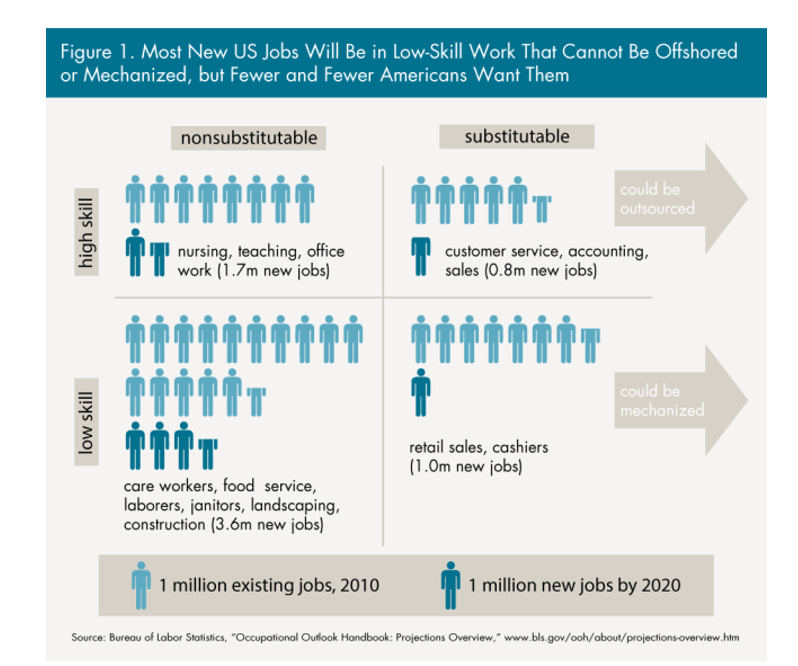 Figure 1. Most New US Jobs Will Be in Low-Skill Work That Cannot Be Offshored
or Mechanized, but Fewer and Fewer Americans Want Them
nonsubstitutable
substitutable
high skill
could be
outsourced
nursing, teaching, office
work (1.7m new jobs)
customer service, accounting,
sales (0.8m new jobs)
low skill
could be
mechanized
care workers, food service,
laborers, janitors, landscaping,
construction (3.6m new jobs)
retail sales, cashiers
(1.0m new jobs)
1 million existing jobs, 2010
1 million new jobs by 2020
Source: Bureau of Labor Statistics, "Occupational Outlook Handbook: Projections Overview," www.bls.gov/ooh/about/projections-overview.htm